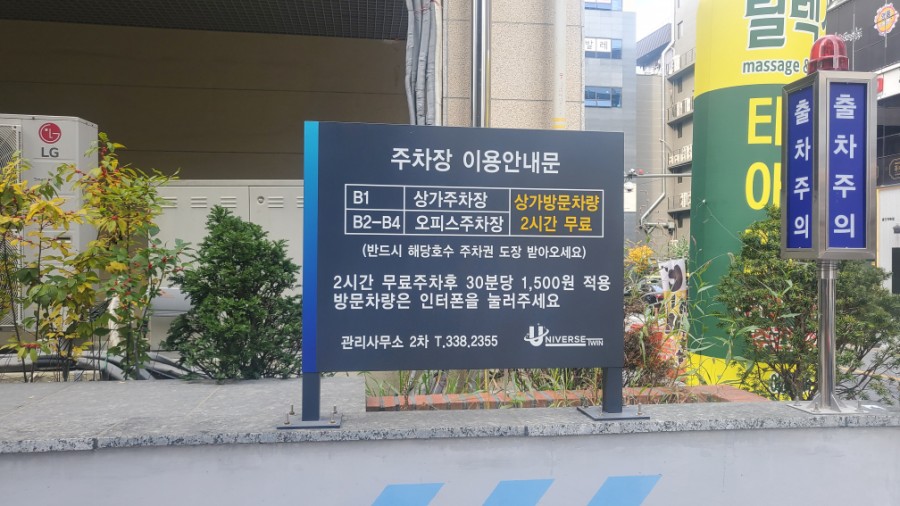 주차장 이용안내문
B1 상가주차장 상가방문차량
B2-B4 오피스주차장 2시간 무료
(반드시 해당호수 주차권 도장 받아오세요)
2시간 무료주차후 30분당 1,500원 적용
방문차량은 인터폰을 눌러주세요
관리사무소 2차 T,338,2355
UNIVERSE TWIN
LG
massage &
출차주의
출차주의